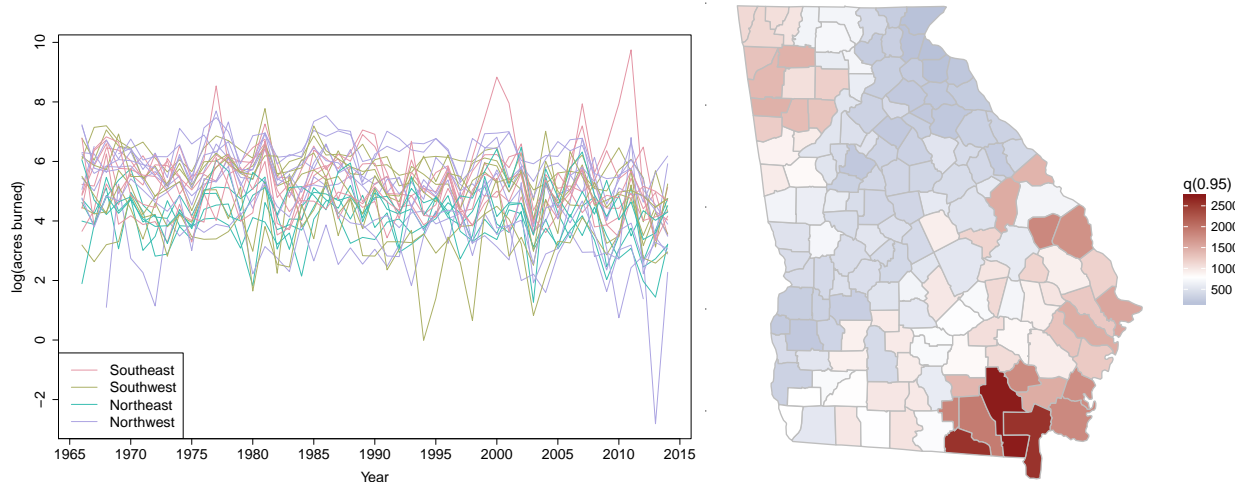 log(acres burned)
10
8
6
4
2
0
−2
Southeast
Southwest
Northeast
Northwest
1965 1970 1975 1980 1985 1990 1995 2000 2005 2010 2015
Year
q(0.95)
2500
2000
1500
1000
500